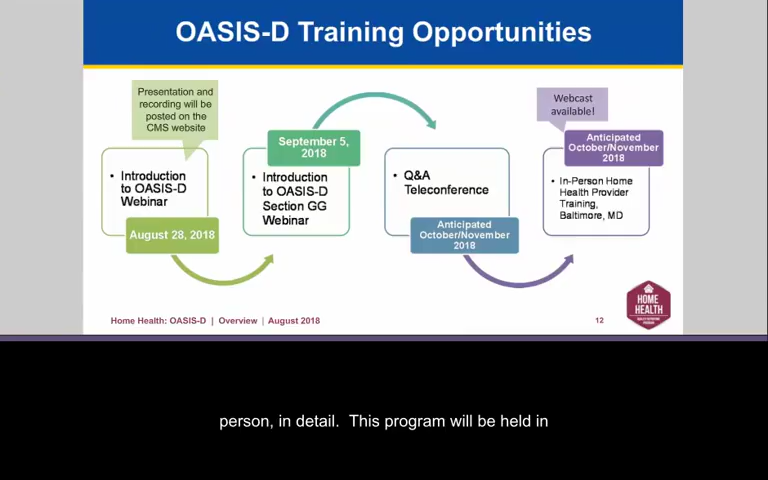 OASIS-D Training Opportunities
Presentation and
recording will be
posted on the
CMS website
• Introduction
to OASIS-D
Webinar
August 28, 2018
September 5,
2018
• Introduction
to OASIS-D
Section GG
Webinar
• Q&A
Teleconference
Anticipated
October/November
2018
Webcast
available!
Anticipated
October/November
2018
• In-Person Home
Health Provider
Training,
Baltimore, MD
Home Health: OASIS-D | Overview | August 2018
12
HOME
HEALTH
person, in detail.  This program will be held in